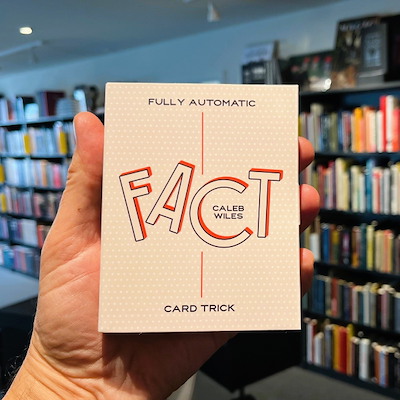 FULLY AUTOMATIC
FACT
CALEB
WILES
CARD TRICK